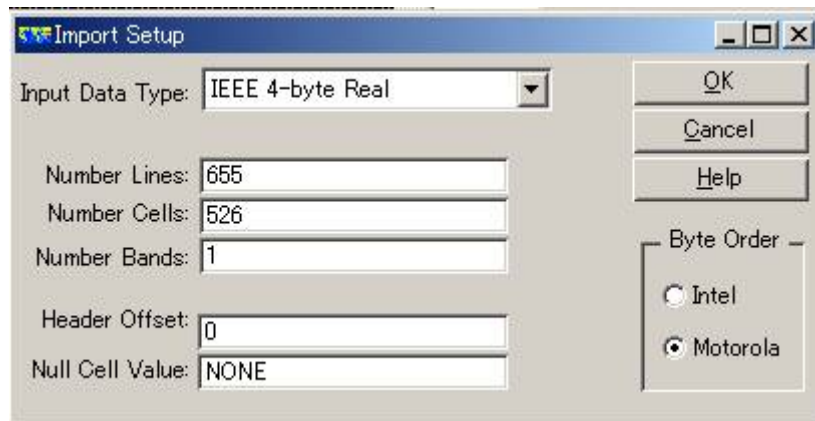 Import Setup
Input Data Type: IEEE 4-byte Real
Number Lines: 655
Number Cells: 526
Number Bands: 1
Header Offset: 0
Null Cell Value: NONE
OK
Cancel
Help
Byte Order
Intel
Motorola